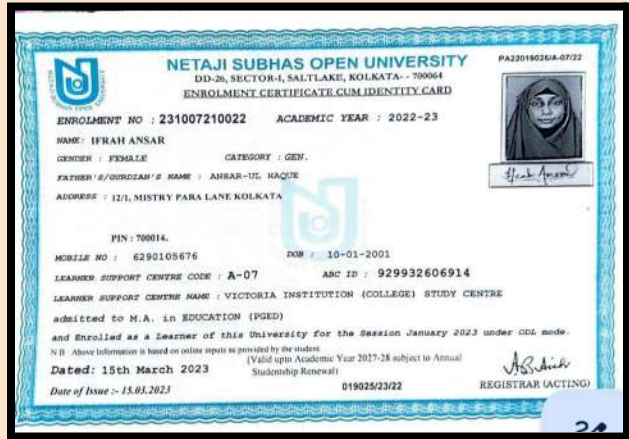 NETAJI SUBHAS OPEN UNIVERSITY
PA22019026/A-07/22
DD-26, SECTOR-I, SALTLAKE, KOLKATA- - 700064
ENROLMENT CERTIFICATE CUM IDENTITY CARD
ENROLMENT NO : 231007210022 ACADEMIC YEAR : 2022-23
NAME: IFRAH ANSAR
GENDER : FEMALE CATEGORY : GEN.
FATHER'S/GURDIAN'S NAME : ANSAR-UL HAQUE
ADDRESS : 12/1, MISTRY PARA LANE KOLKATA
PIN : 700014.
MOBILE NO : 6290105676 DOB : 10-01-2001
LEARNER SUPPORT CENTRE CODE : A-07 ABC ID : 929932606914
LEARNER SUPPORT CENTRE NAME : VICTORIA INSTITUTION (COLLEGE) STUDY CENTRE
admitted to M.A. in EDUCATION (PGED)
and Enrolled as a Learner of this University for the Session January 2023 under ODL mode.
N B Above Information is based on online inputs as provided by the student
(Valid upto Academic Year 2027-28 subject to Annual
Dated: 15th March 2023 Studentship Renewal)
Date of Issue :- 15.03.2023 019025/23/22 REGISTRAR (ACTING)